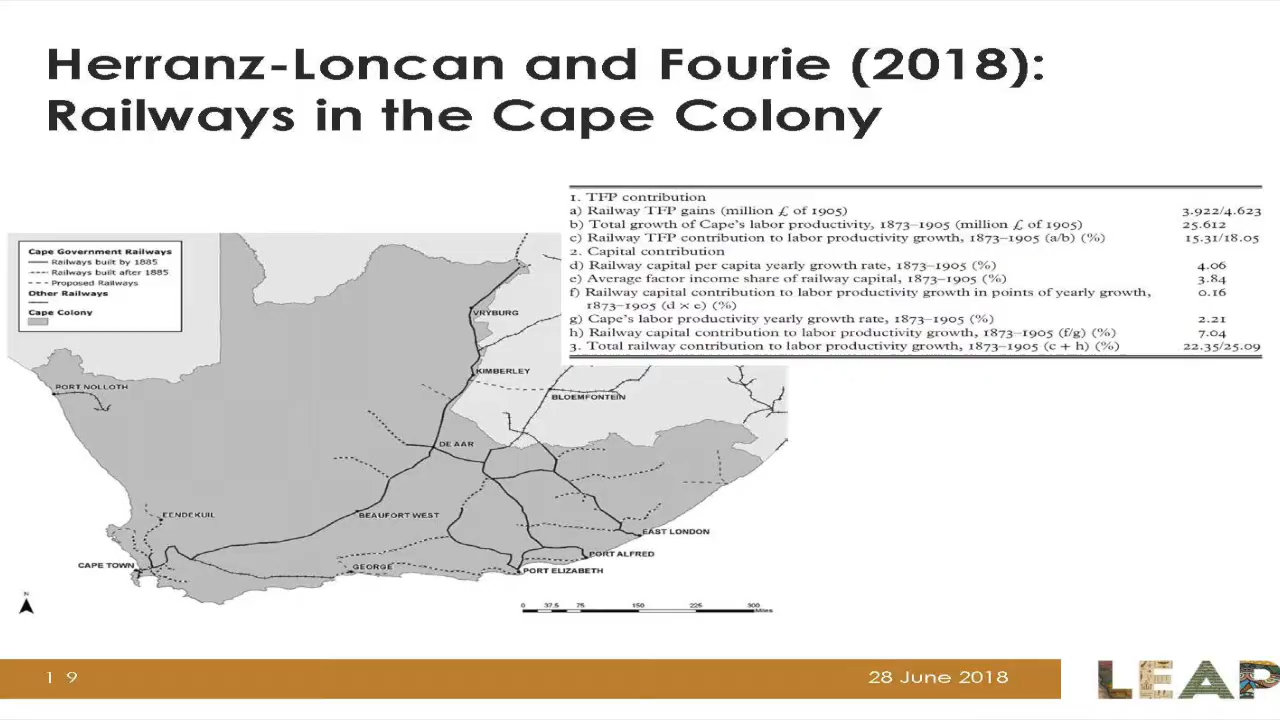 Herranz-Loncan and Fourie (2018):
Railways in the Cape Colony
1. TFP contribution
a) Railway TFP gains (million £ of 1905) 3.922/4.623
b) Total growth of Cape's labor productivity, 1873–1905 (million £ of 1905) 25.612
c) Railway TFP contribution to labor productivity growth, 1873–1905 (a/b) (%) 15.31/18.05
2. Capital contribution
d) Railway capital per capita yearly growth rate, 1873–1905 (%) 4.06
e) Average factor income share of railway capital, 1873–1905 (%) 3.84
f) Railway capital contribution to labor productivity growth in points of yearly growth, 0.16
1873–1905 (d × e) (%)
g) Cape's labor productivity yearly growth rate, 1873–1905 (%) 2.21
h) Railway capital contribution to labor productivity growth, 1873–1905 (f/g) (%) 7.04
3. Total railway contribution to labor productivity growth, 1873–1905 (c + h) (%) 22.35/25.09
Cape Government Railways
Railways built by 1885
Railways built after 1885
Proposed Railways
Other Railways
Cape Colony
VRYBURG
KIMBERLEY
PORT NOLLOTH
BLOEMFONTEIN
DE AAR
EENDEKUIL
BEAUFORT WEST
EAST LONDON
PORT ALFRED
CAPE TOWN
GEORGE
PORT ELIZABETH
N
0 37.5 75 150 225 300
Miles
19
28 June 2018
LEAP